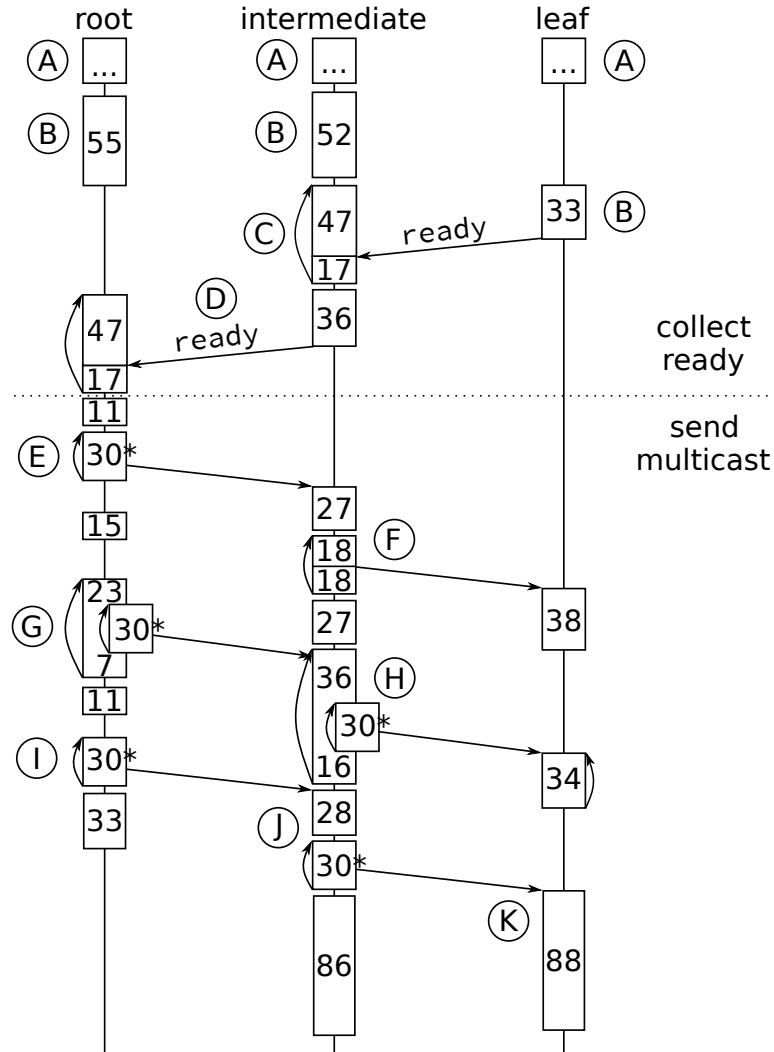 root intermediate leaf
A ... A ... ... A
B 55 B 52
47 33 B
C ready
17
D 36
47 ready collect
ready
17
11
send
multicast
E 30*
27
15 18 F
18
23 38
G 30* 27
7 36 H
11 30*
I 30* 16 34
33 28
J
30*
K
86 88